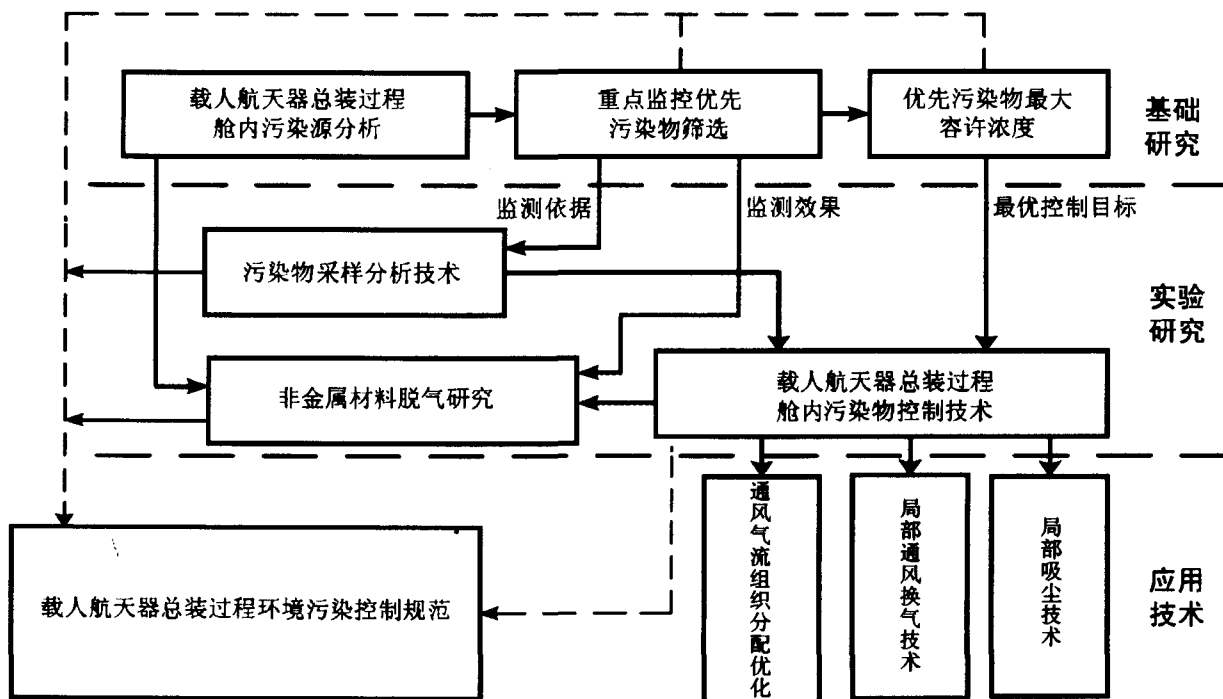 载人航天器总装过程
舱内污染源分析
重点监控优先
污染物筛选
优先污染物最大
容许浓度
基础
研究
监测依据
监测效果
最优控制目标
污染物采样分析技术
实验
研究
非金属材料脱气研究
载人航天器总装过程
舱内污染物控制技术
载人航天器总装过程环境污染控制规范
通风气流组织分配优化
局部通风换气技术
局部吸尘技术
应用
技术